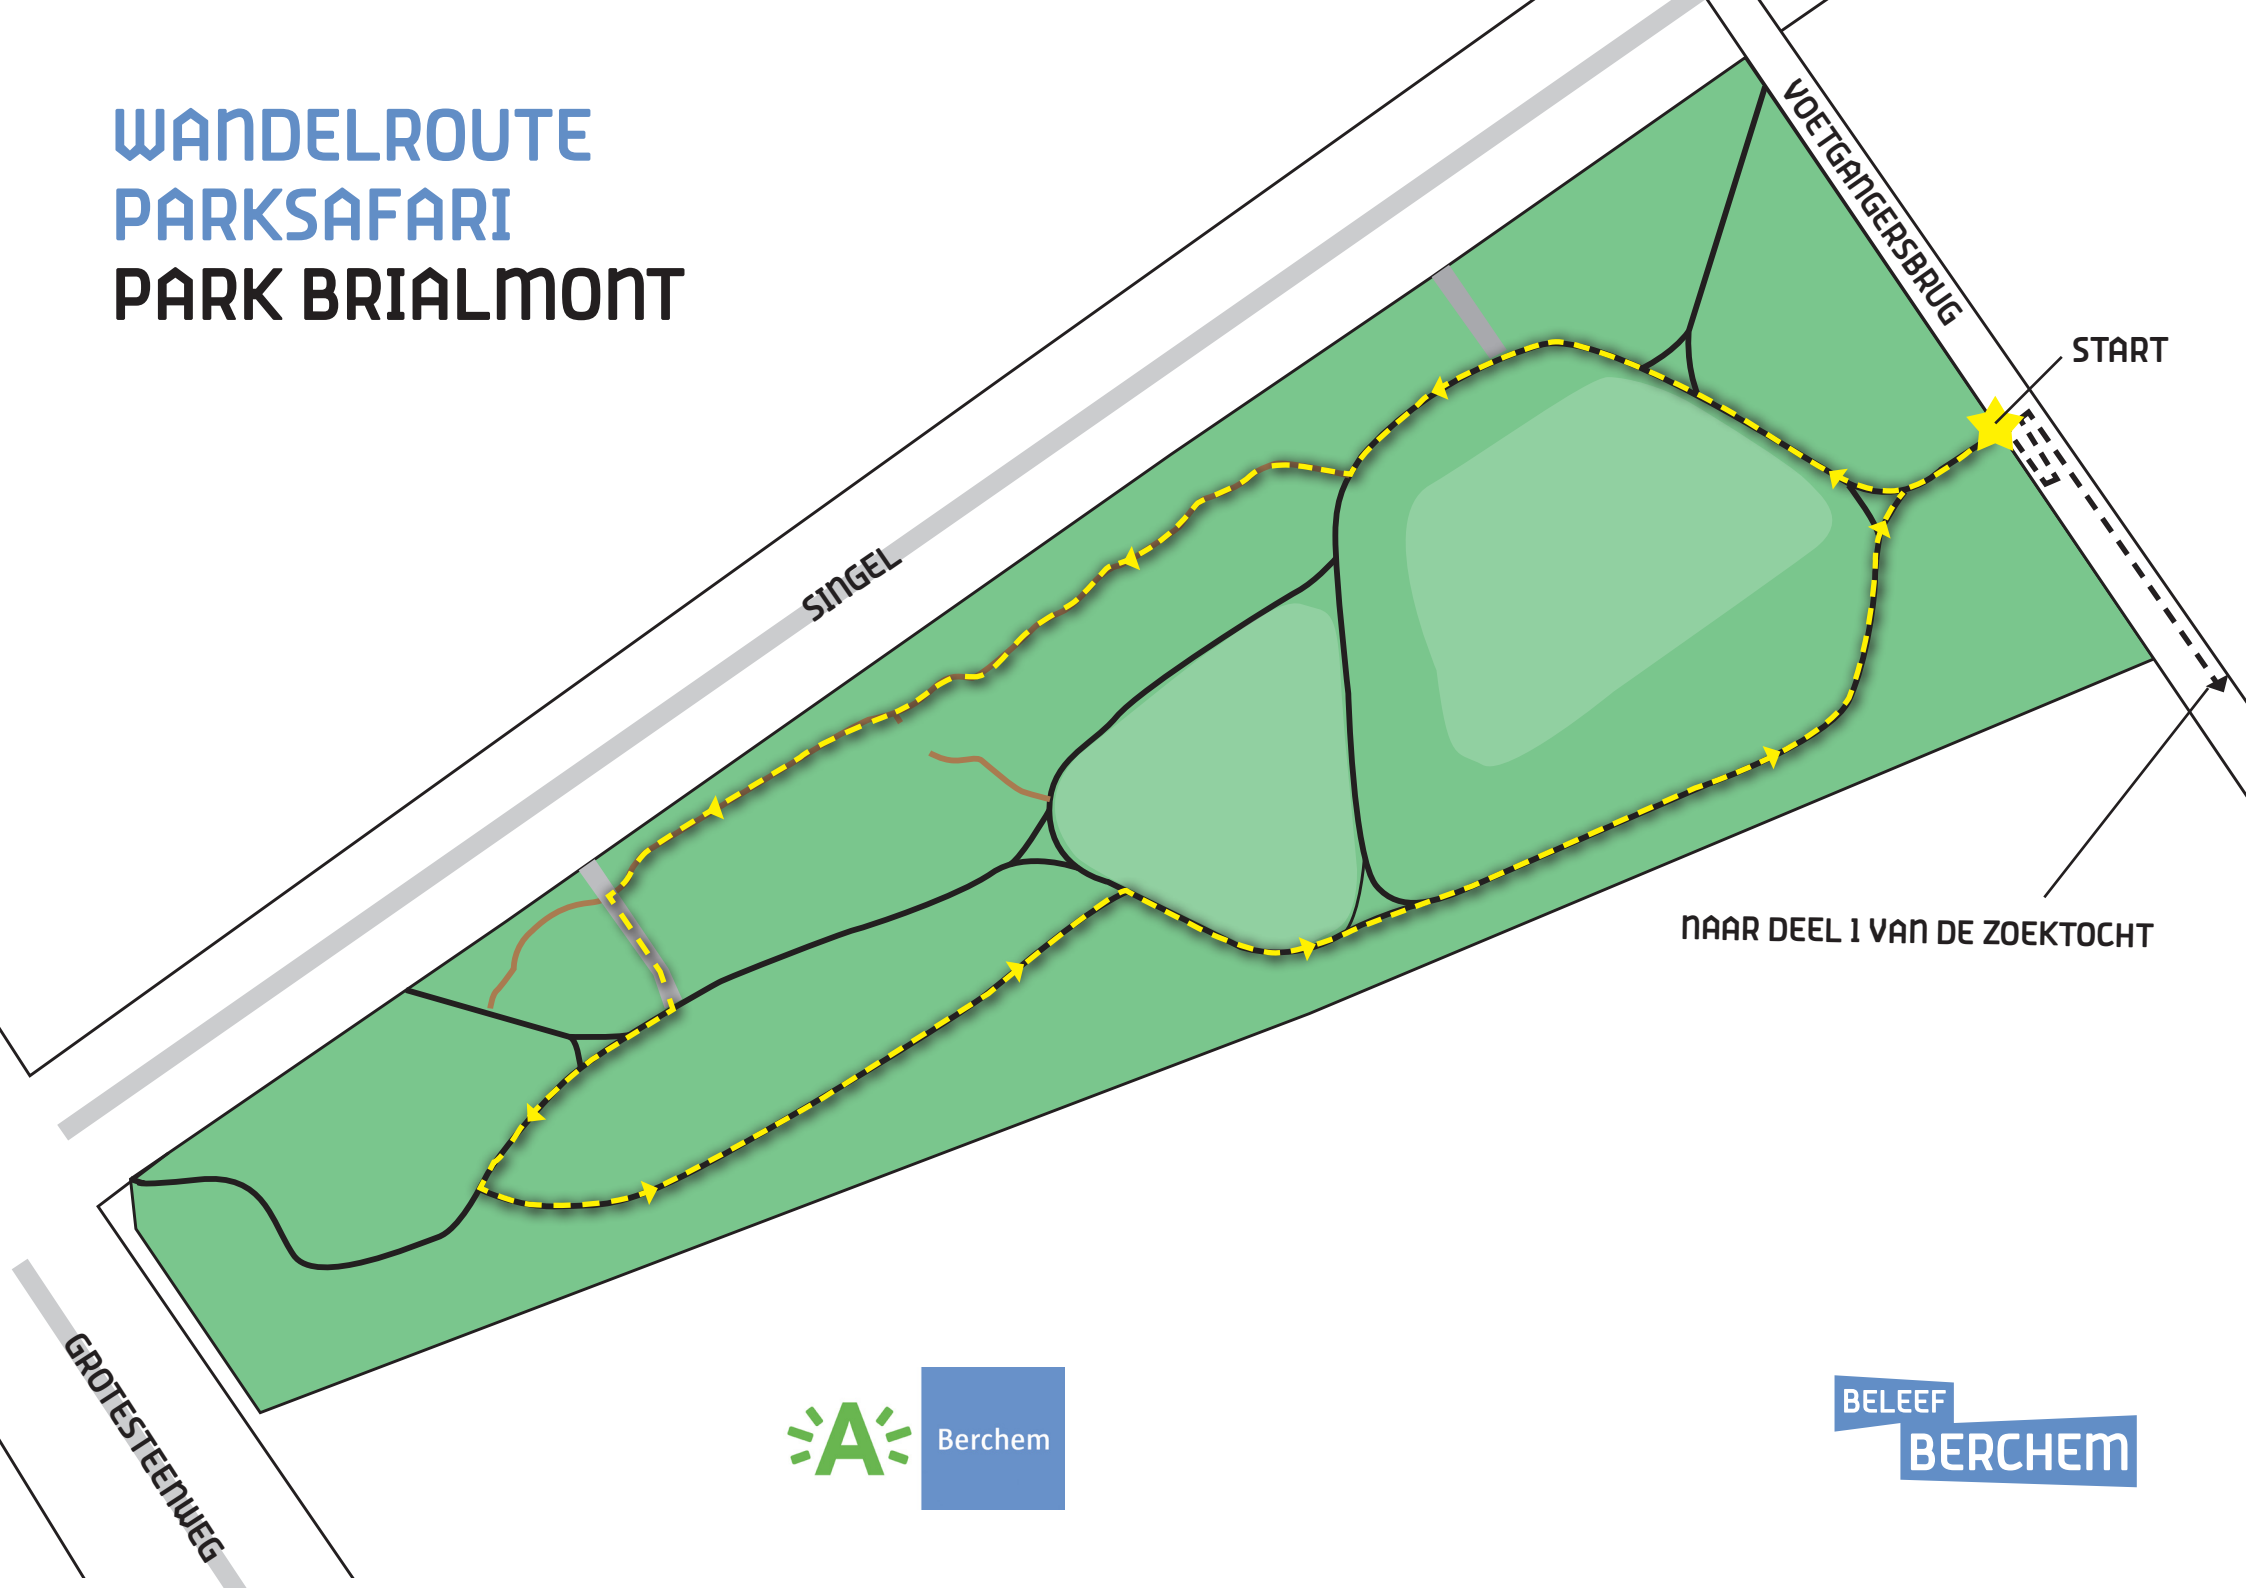 WANDELROUTE
PARKSAFARI
PARK BRIALMONT
VOETGANGERSBRUG
START
SINGEL
NAAR DEEL 1 VAN DE ZOEKTOCHT
GROTESTEENWEG
A
Berchem
BELEEF
BERCHEM